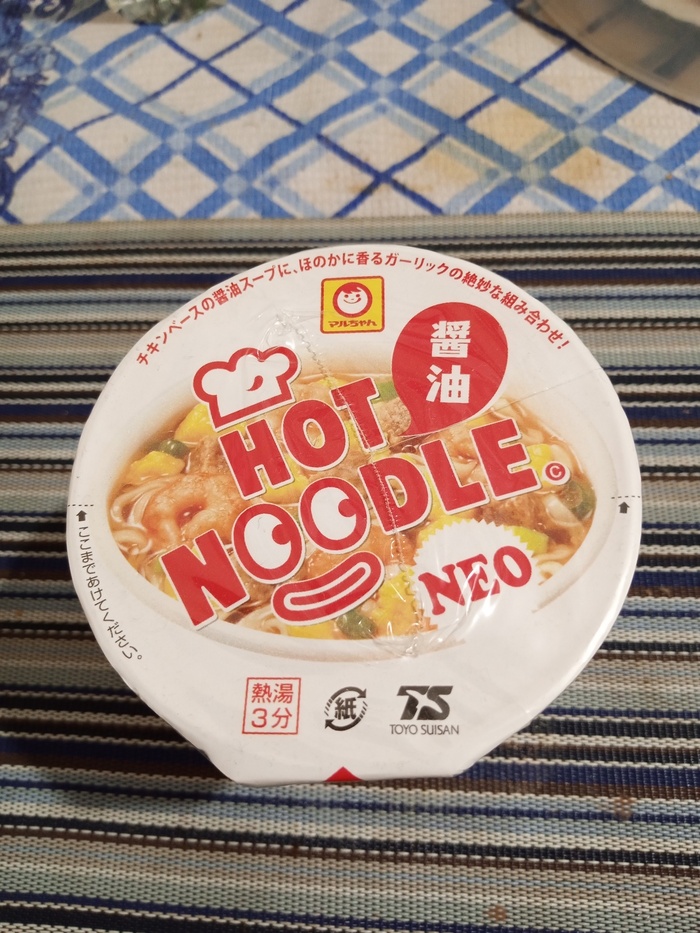 チキンベースの醤油スープに、ほのかに香るガーリックの絶妙な組み合わせ!
マルちゃん
醤油
HOT
NOODLE
©
NEO
ここまであけてください。
熱湯
3分
紙
TS
TOYO SUISAN